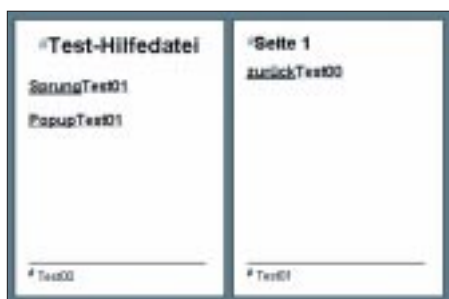 #Test-Hilfedatei
SprungTest01
PopupTest01
# Test00
#Seite 1
zurückTest00
# Test01